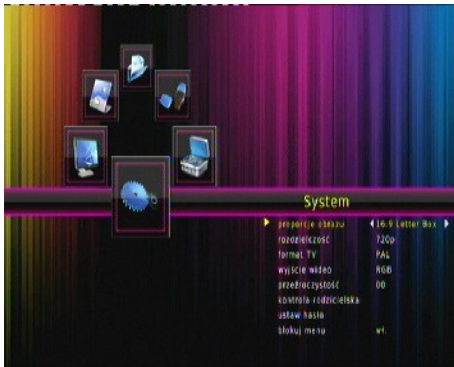 System
proporcje obrazu 16:9 Letter Box
rozdzielczość 720p
format TV PAL
wyjście wideo RGB
przeźroczystość 00
kontrola rodzicielska
ustaw hasło
blokuj menu wł.